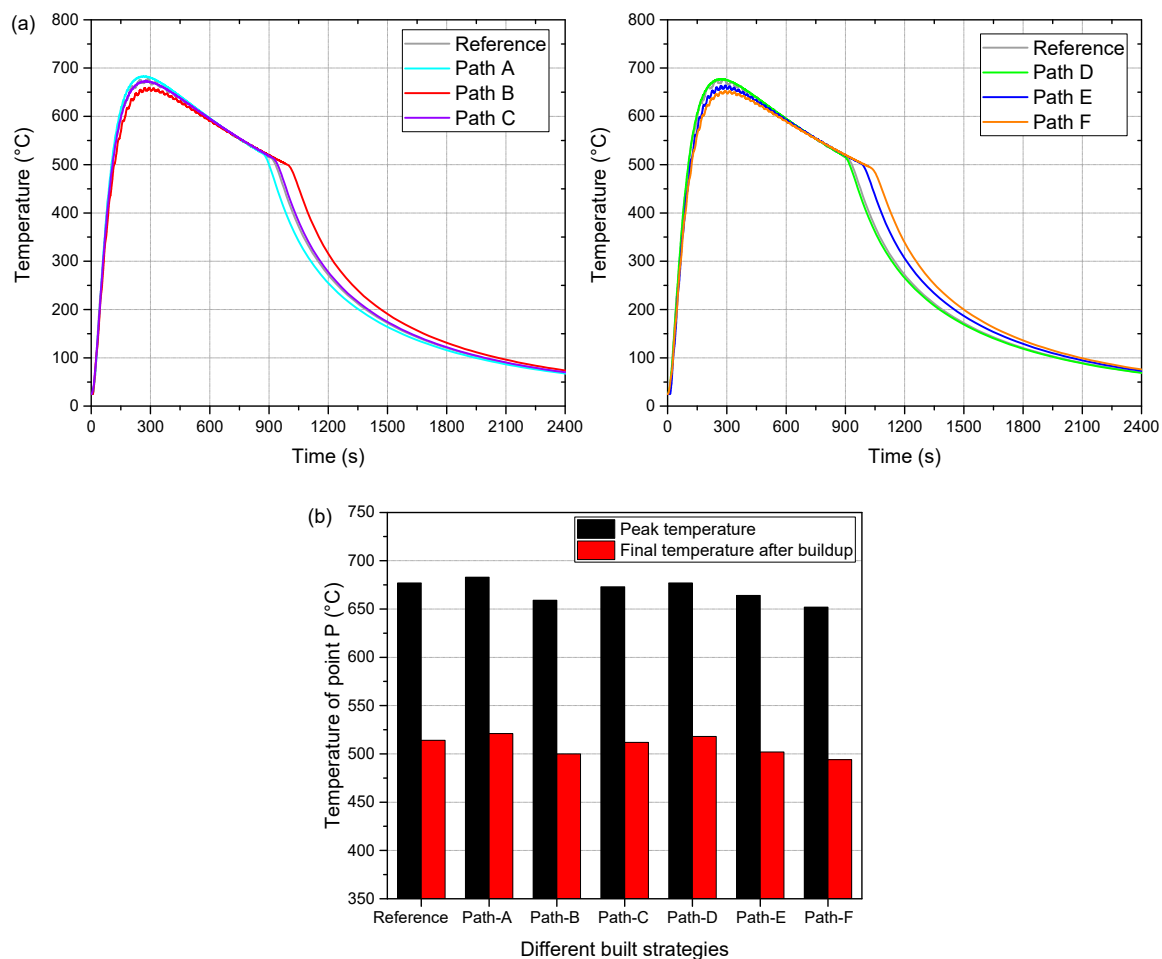 (a)
800
700
600
500
400
300
200
100
0
Temperature (°C)
Reference
Path A
Path B
Path C
0 300 600 900 1200 1500 1800 2100 2400
Time (s)
800
700
600
500
400
300
200
100
0
Temperature (°C)
Reference
Path D
Path E
Path F
0 300 600 900 1200 1500 1800 2100 2400
Time (s)
(b)
750
700
650
600
550
500
450
400
350
Temperature of point P (°C)
Peak temperature
Final temperature after buildup
Reference Path-A Path-B Path-C Path-D Path-E Path-F
Different built strategies